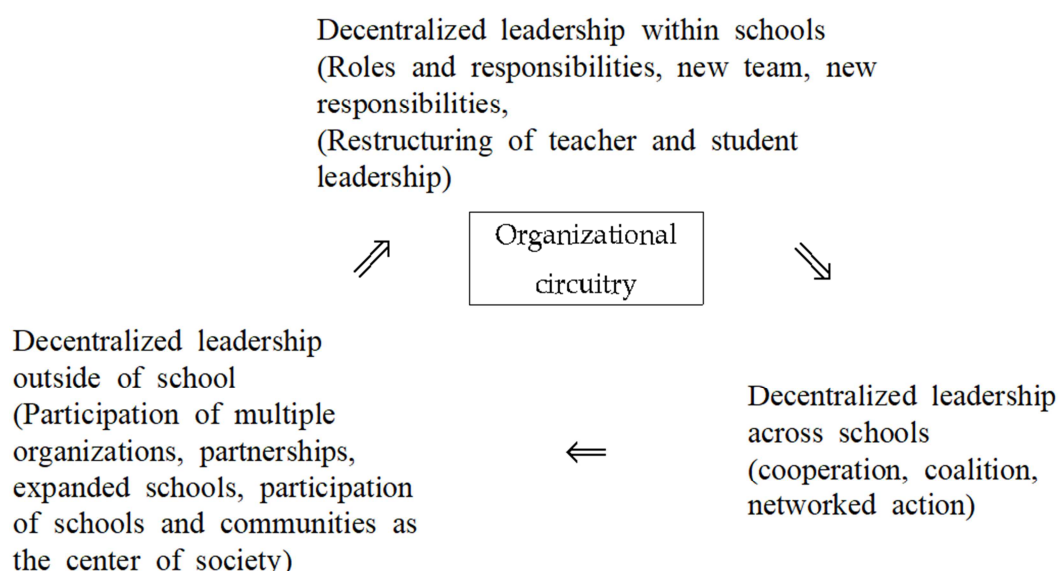 Decentralized leadership within schools
(Roles and responsibilities, new team, new
responsibilities,
(Restructuring of teacher and student
leadership)
Organizational
circuitry
Decentralized leadership
outside of school
(Participation of multiple
organizations, partnerships,
expanded schools, participation
of schools and communities as
the center of society)
Decentralized leadership
across schools
(cooperation, coalition,
networked action)